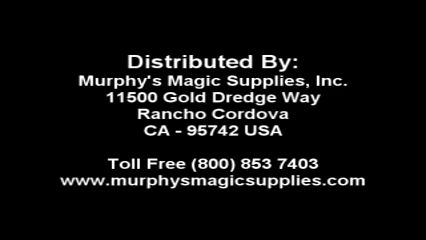 Distributed By:
Murphy's Magic Supplies, Inc.
11500 Gold Dredge Way
Rancho Cordova
CA - 95742 USA
Toll Free (800) 853 7403
www.murphysmagicsupplies.com